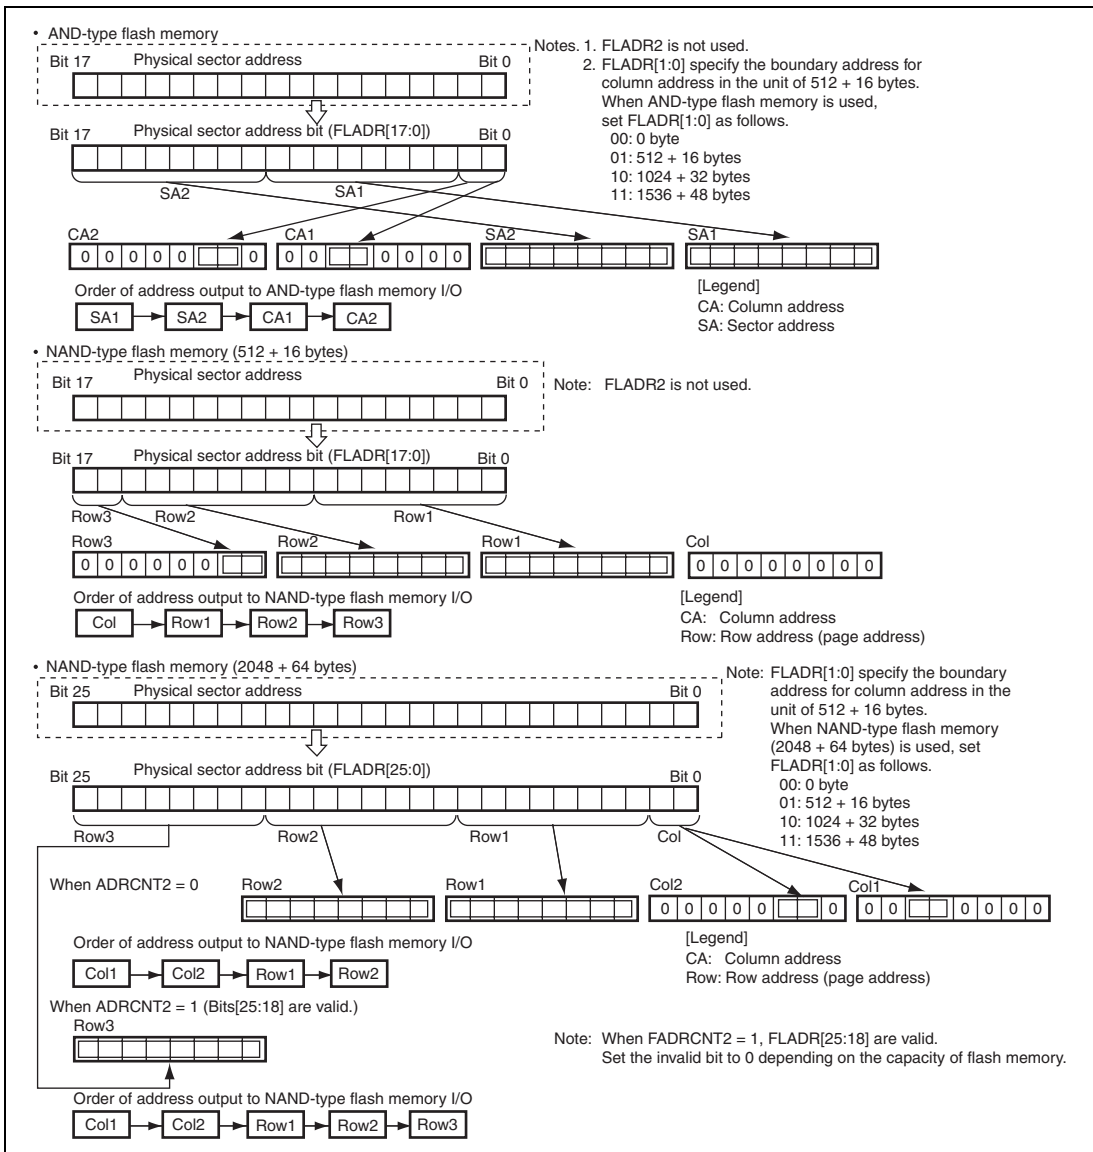 • AND-type flash memory
Bit 17 Physical sector address Bit 0
Notes. 1. FLADR2 is not used.
2. FLADR[1:0] specify the boundary address for
column address in the unit of 512 + 16 bytes.
When AND-type flash memory is used,
set FLADR[1:0] as follows.
00: 0 byte
01: 512 + 16 bytes
10: 1024 + 32 bytes
11: 1536 + 48 bytes
Bit 17 Physical sector address bit (FLADR[17:0]) Bit 0
SA2 SA1
CA2 CA1 SA2 SA1
0 0 0 0 0 0 0 0 0 0 0 0
Order of address output to AND-type flash memory I/O
SA1 SA2 CA1 CA2
[Legend]
CA: Column address
SA: Sector address
• NAND-type flash memory (512 + 16 bytes)
Bit 17 Physical sector address Bit 0
Note: FLADR2 is not used.
Bit 17 Physical sector address bit (FLADR[17:0]) Bit 0
Row3 Row2 Row1
Row3 Row2 Row1 Col
0 0 0 0 0 0 0 0 0 0 0 0 0 0
Order of address output to NAND-type flash memory I/O
Col Row1 Row2 Row3
[Legend]
CA: Column address
Row: Row address (page address)
• NAND-type flash memory (2048 + 64 bytes)
Bit 25 Physical sector address Bit 0
Note: FLADR[1:0] specify the boundary
address for column address in the
unit of 512 + 16 bytes.
When NAND-type flash memory
(2048 + 64 bytes) is used, set
FLADR[1:0] as follows.
00: 0 byte
01: 512 + 16 bytes
10: 1024 + 32 bytes
11: 1536 + 48 bytes
Bit 25 Physical sector address bit (FLADR[25:0]) Bit 0
Row3 Row2 Row1 Col
When ADRCNT2 = 0
Row2 Row1 Col2 Col1
0 0 0 0 0 0 0 0 0 0 0 0
Order of address output to NAND-type flash memory I/O
Col1 Col2 Row1 Row2
[Legend]
CA: Column address
Row: Row address (page address)
When ADRCNT2 = 1 (Bits[25:18] are valid.)
Row3
Note: When FADRCNT2 = 1, FLADR[25:18] are valid.
Set the invalid bit to 0 depending on the capacity of flash memory.
Order of address output to NAND-type flash memory I/O
Col1 Col2 Row1 Row2 Row3